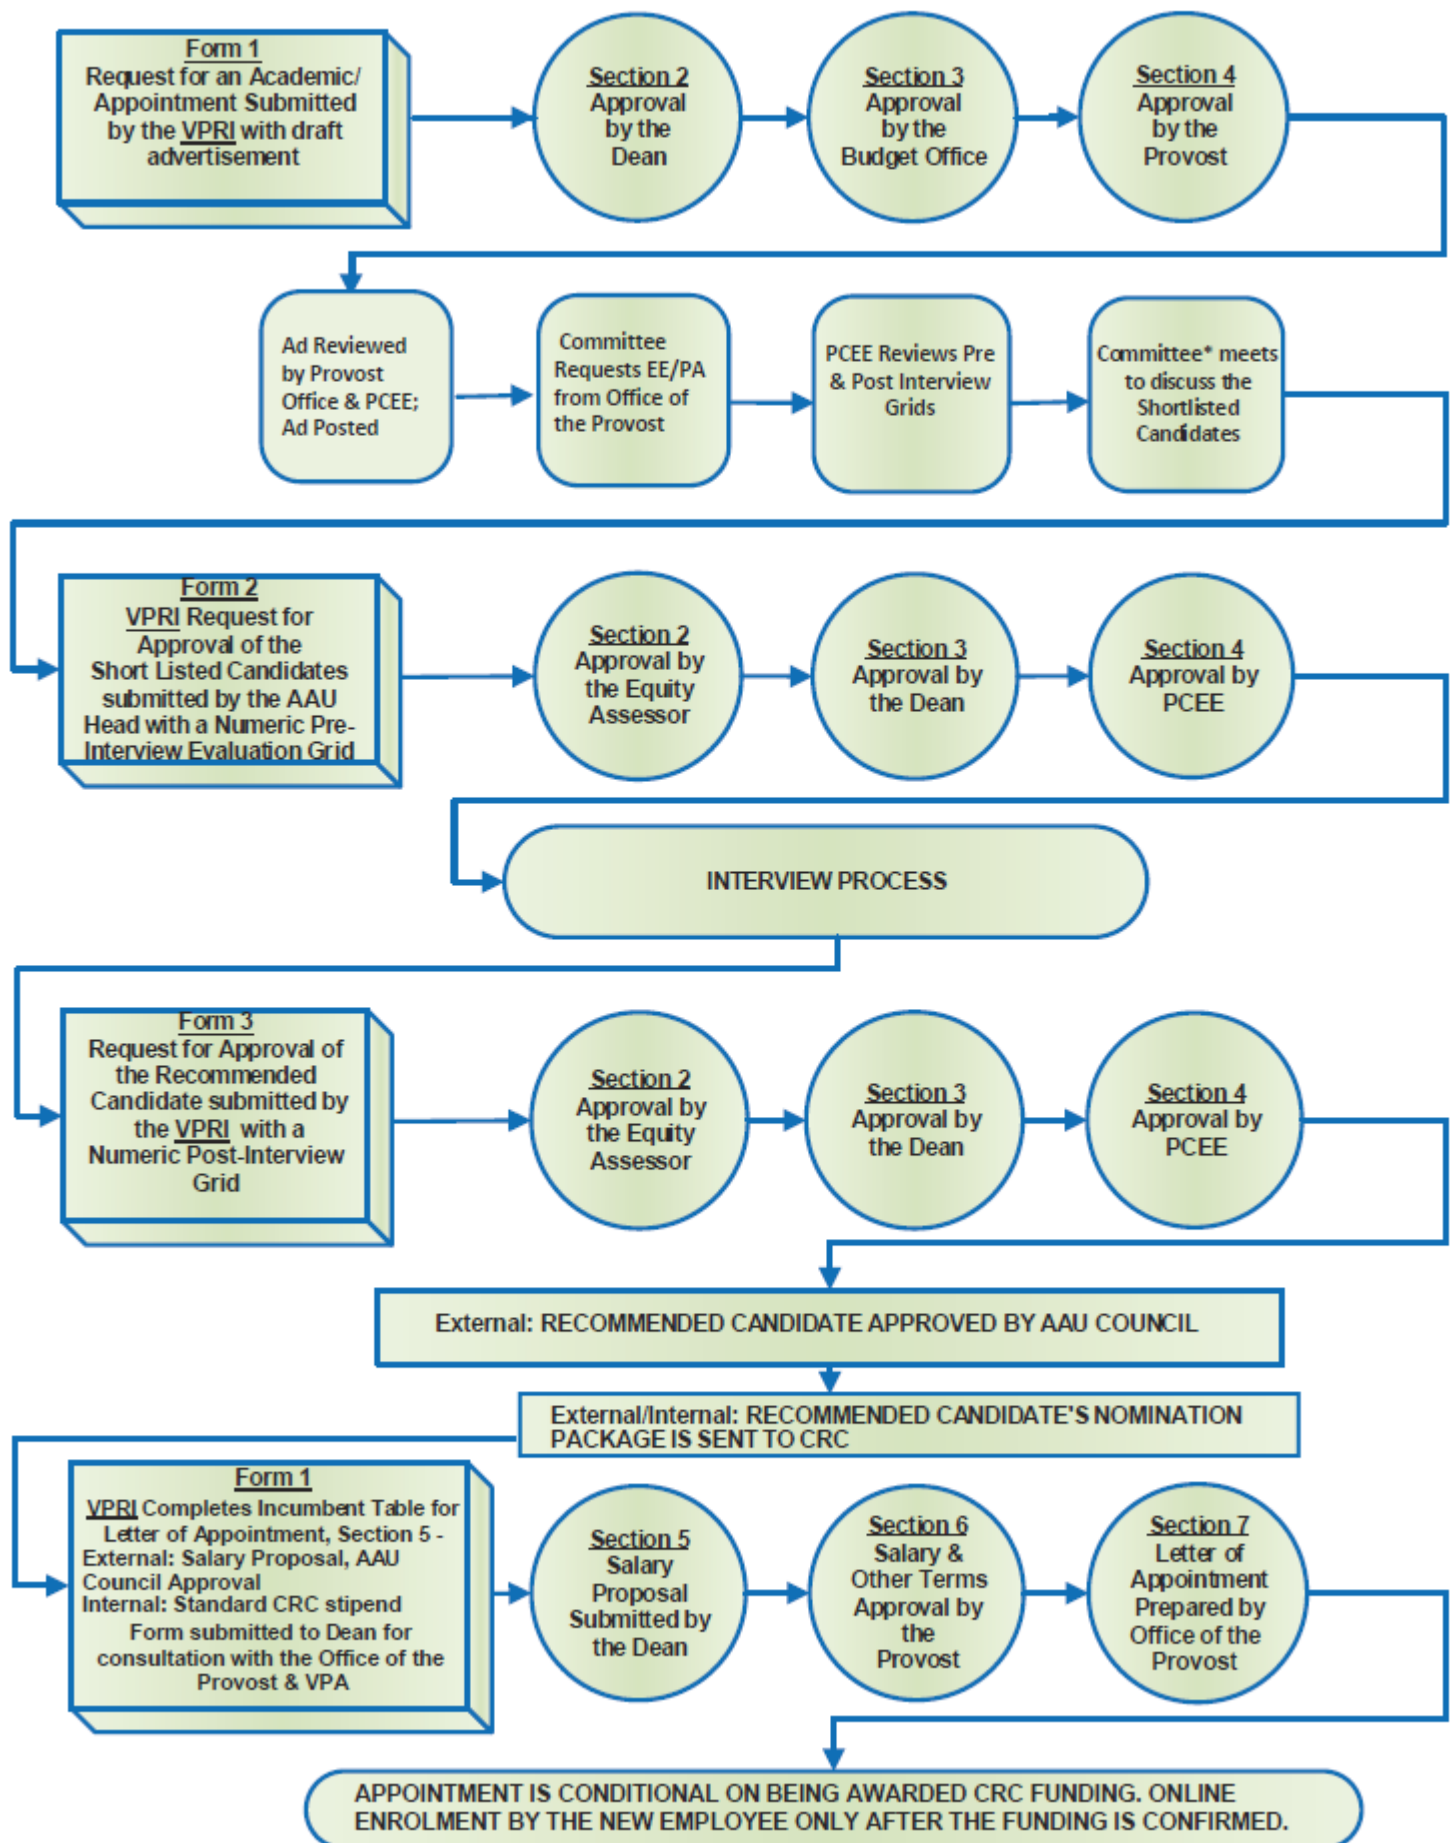 Form 1
Request for an Academic/
Appointment Submitted
by the VPRI with draft
advertisement
Section 2
Approval
by the
Dean
Section 3
Approval
by the
Budget Office
Section 4
Approval
by the
Provost
Ad Reviewed
by Provost
Office & PCEE;
Ad Posted
Committee
Requests EE/PA
from Office of
the Provost
PCEE Reviews Pre
& Post Interview
Grids
Committee* meets
to discuss the
Shortlisted
Candidates
Form 2
VPRI Request for
Approval of the
Short Listed Candidates
submitted by the AAU
Head with a Numeric Pre-
Interview Evaluation Grid
Section 2
Approval by
the Equity
Assessor
Section 3
Approval by
the Dean
Section 4
Approval by
PCEE
INTERVIEW PROCESS
Form 3
Request for Approval of
the Recommended
Candidate submitted by
the VPRI with a
Numeric Post-Interview
Grid
Section 2
Approval by
the Equity
Assessor
Section 3
Approval by
the Dean
Section 4
Approval by
PCEE
External: RECOMMENDED CANDIDATE APPROVED BY AAU COUNCIL
External/Internal: RECOMMENDED CANDIDATE'S NOMINATION
PACKAGE IS SENT TO CRC
Form 1
VPRI Completes Incumbent Table for
Letter of Appointment, Section 5 -
External: Salary Proposal, AAU
Council Approval
Internal: Standard CRC stipend
Form submitted to Dean for
consultation with the Office of the
Provost & VPA
Section 5
Salary
Proposal
Submitted by
the Dean
Section 6
Salary &
Other Terms
Approval by
the
Provost
Section 7
Letter of
Appointment
Prepared by
Office of the
Provost
APPOINTMENT IS CONDITIONAL ON BEING AWARDED CRC FUNDING. ONLINE
ENROLMENT BY THE NEW EMPLOYEE ONLY AFTER THE FUNDING IS CONFIRMED.